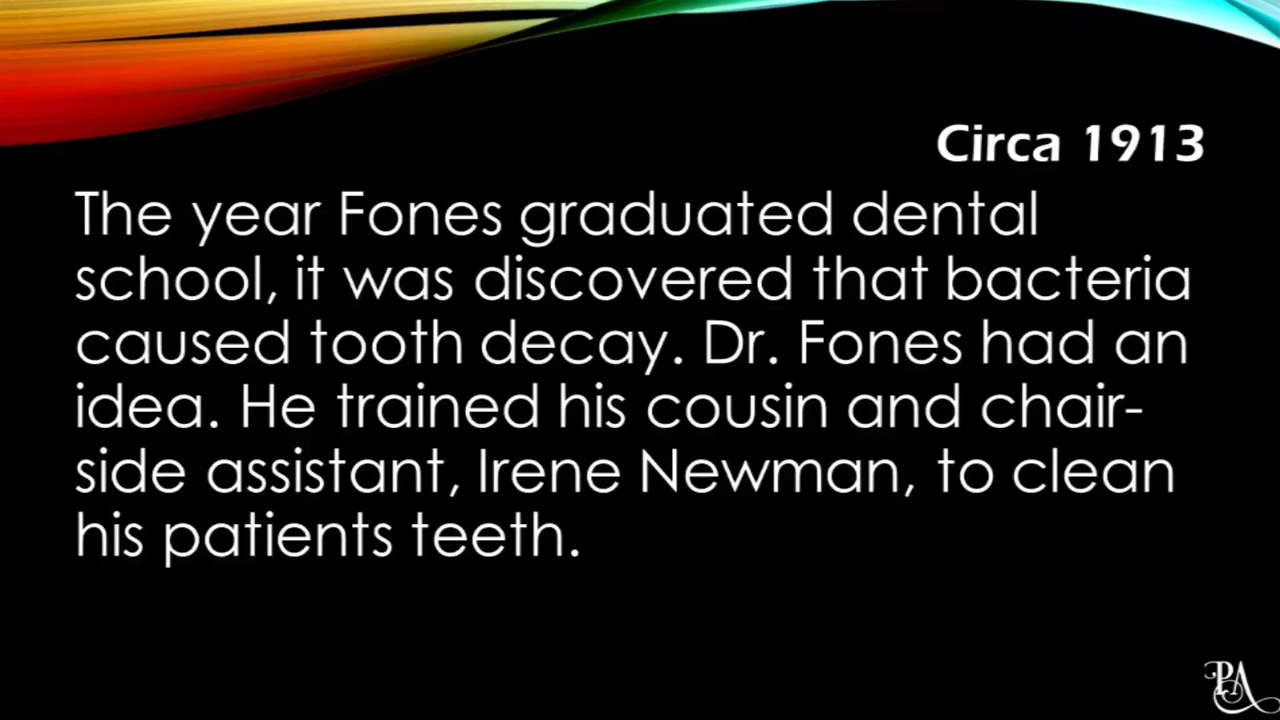 Circa 1913
The year Fones graduated dental
school, it was discovered that bacteria
caused tooth decay. Dr. Fones had an
idea. He trained his cousin and chair-
side assistant, Irene Newman, to clean
his patients teeth.
PA